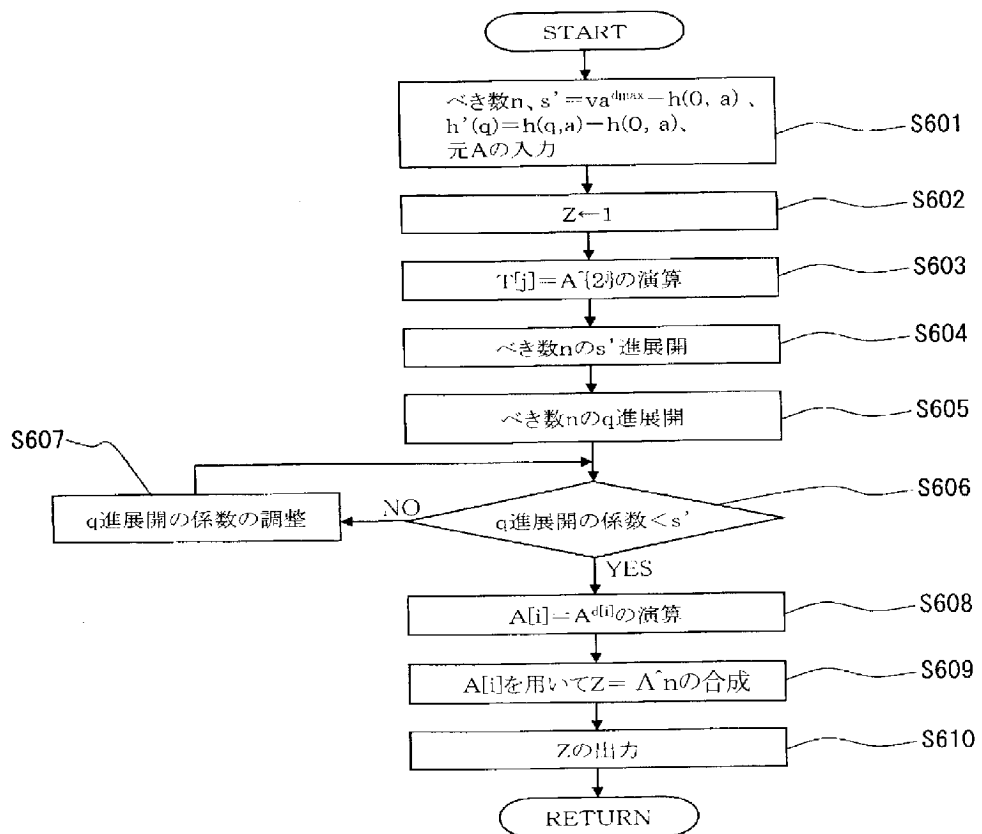 START
べき数n、s'=va^dmax-h(0, a)、
h'(q)=h(q,a)-h(0, a)、
元Aの入力
S601
Z←1
S602
T[j]=A^{2^j}の演算
S603
べき数nのs'進展開
S604
べき数nのq進展開
S605
S607
q進展開の係数の調整
NO
q進展開の係数<s'
S606
YES
A[i]=A^d[i]の演算
S608
A[i]を用いてZ= A^nの合成
S609
Zの出力
S610
RETURN